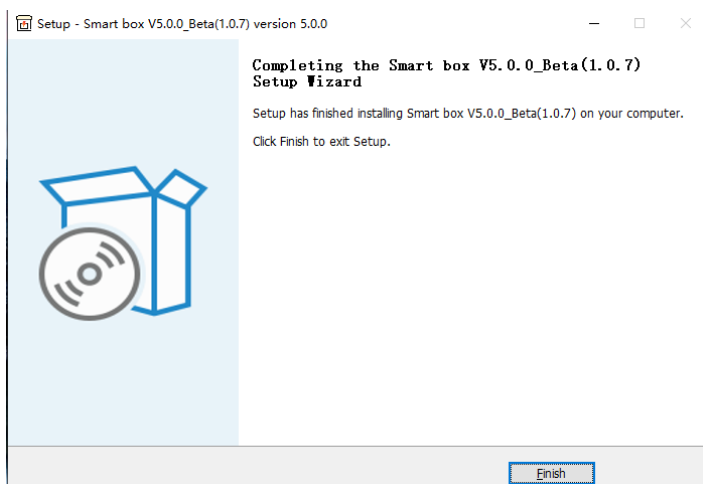 Setup - Smart box V5.0.0_Beta(1.0.7) version 5.0.0
Completing the Smart box V5.0.0_Beta(1.0.7)
Setup Wizard
Setup has finished installing Smart box V5.0.0_Beta(1.0.7) on your computer.
Click Finish to exit Setup.
Finish